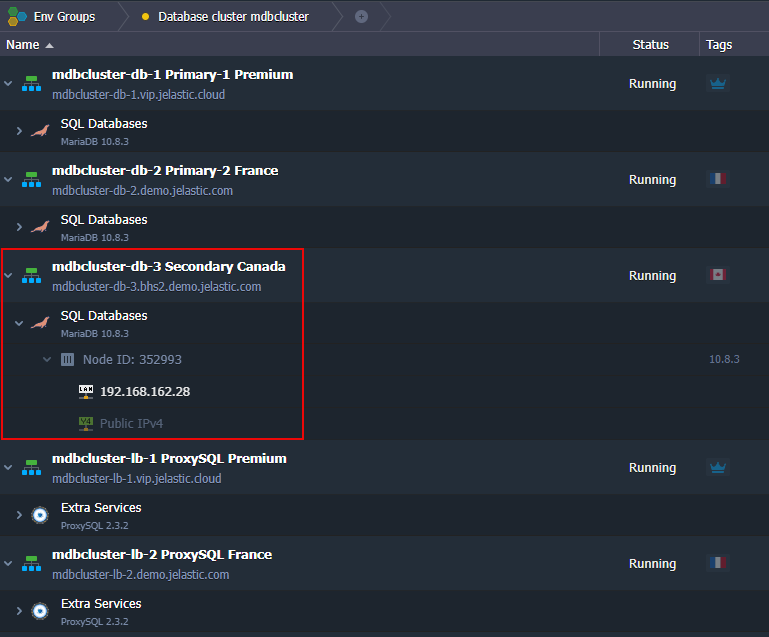 Env Groups
Database cluster mdbcluster
Name
Status
Tags
mdbcluster-db-1 Primary-1 Premium
mdbcluster-db-1.vip.jelastic.cloud
Running
SQL Databases
MariaDB 10.8.3
mdbcluster-db-2 Primary-2 France
mdbcluster-db-2.demo.jelastic.com
Running
SQL Databases
MariaDB 10.8.3
mdbcluster-db-3 Secondary Canada
mdbcluster-db-3.bhs2.demo.jelastic.com
Running
SQL Databases
MariaDB 10.8.3
Node ID: 352993
10.8.3
LAN
192.168.162.28
V4
Public IPv4
mdbcluster-lb-1 ProxySQL Premium
mdbcluster-lb-1.vip.jelastic.cloud
Running
Extra Services
ProxySQL 2.3.2
mdbcluster-lb-2 ProxySQL France
mdbcluster-lb-2.demo.jelastic.com
Running
Extra Services
ProxySQL 2.3.2